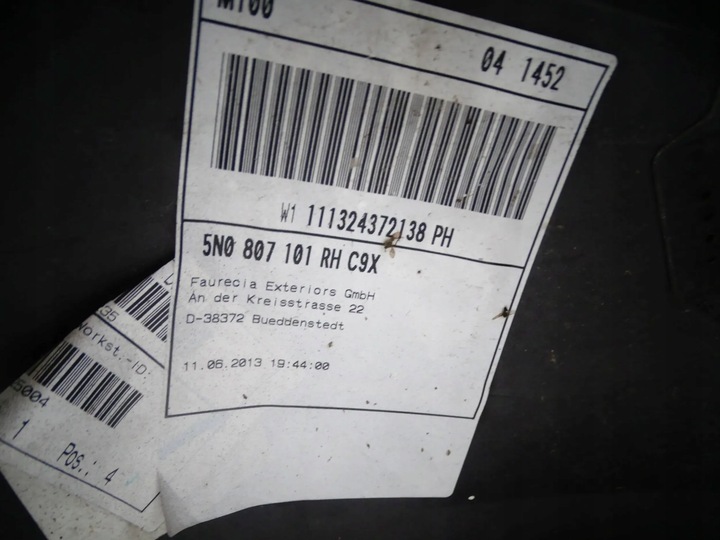 M100
04 1452
W1 111324372138 PH
5N0 807 101 RH C9X
Faurecia Exteriors GmbH
An der Kreisstrasse 22
D-38372 Bueddenstedt
11.06.2013 19:44:00
Workst.-ID:
1
Pos.: 4